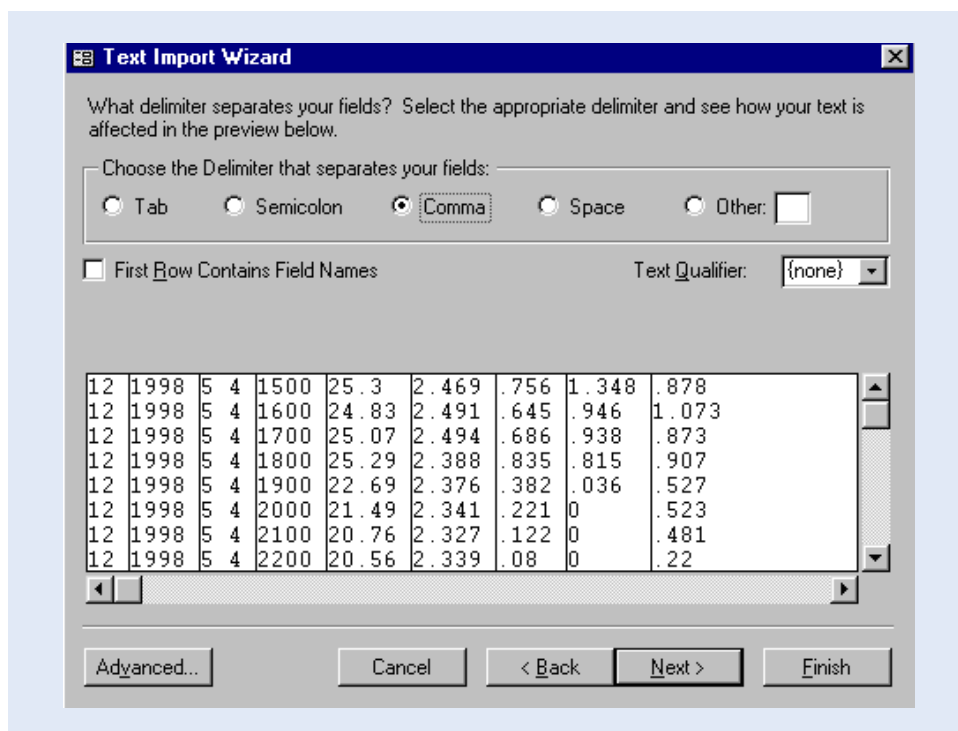 Text Import Wizard
What delimiter separates your fields? Select the appropriate delimiter and see how your text is
affected in the preview below.
Choose the Delimiter that separates your fields:
Tab Semicolon Comma Space Other:
First Row Contains Field Names Text Qualifier: {none}
12 1998 5 4 1500 25.3 2.469 .756 1.348 .878
12 1998 5 4 1600 24.83 2.491 .645 .946 1.073
12 1998 5 4 1700 25.07 2.494 .686 .938 .873
12 1998 5 4 1800 25.29 2.388 .835 .815 .907
12 1998 5 4 1900 22.69 2.376 .382 .036 .527
12 1998 5 4 2000 21.49 2.341 .221 0 .523
12 1998 5 4 2100 20.76 2.327 .122 0 .481
12 1998 5 4 2200 20.56 2.339 .08 0 .22
Advanced... Cancel < Back Next > Finish